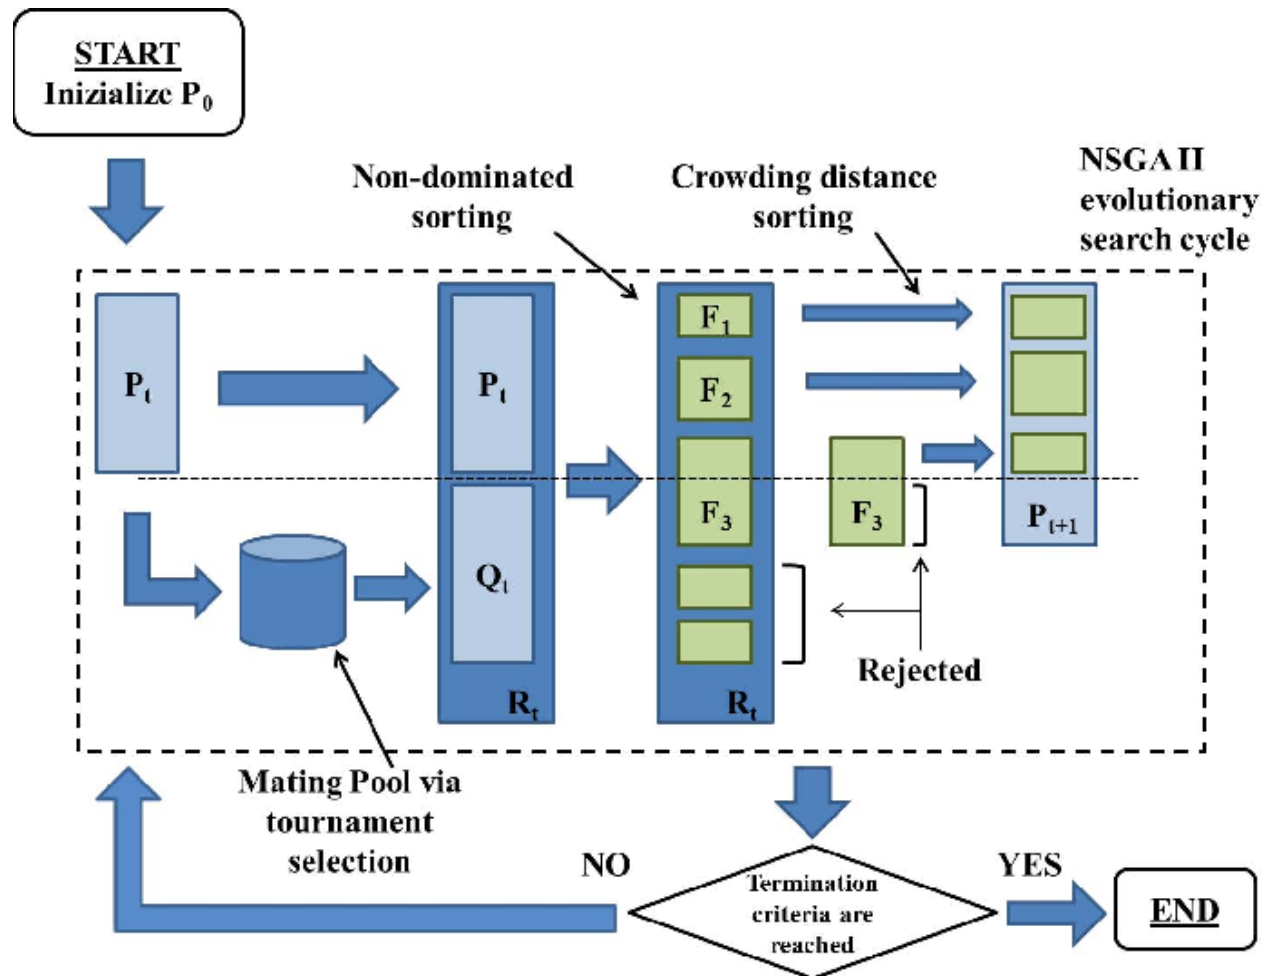 START
Inizialize P₀
Non-dominated
sorting
Crowding distance
sorting
NSGA II
evolutionary
search cycle
Pₜ
Pₜ
Qₜ
Rₜ
F₁
F₂
F₃
Rₜ
F₃
Pₜ₊₁
Rejected
Mating Pool via
tournament
selection
NO
Termination
criteria are
reached
YES
END